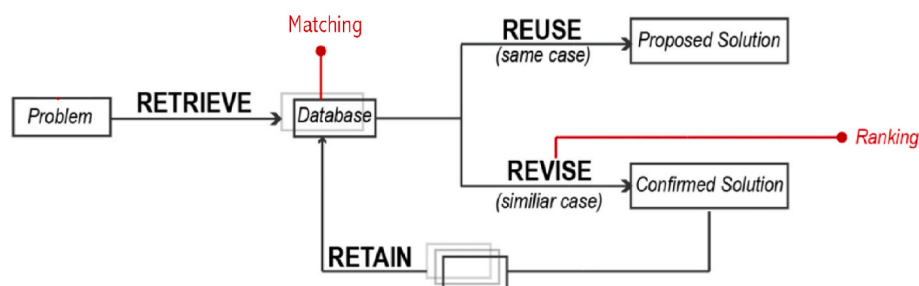 Matching
REUSE
(same case)
Proposed Solution
Problem
RETRIEVE
Database
Ranking
REVISE
(similiar case)
Confirmed Solution
RETAIN